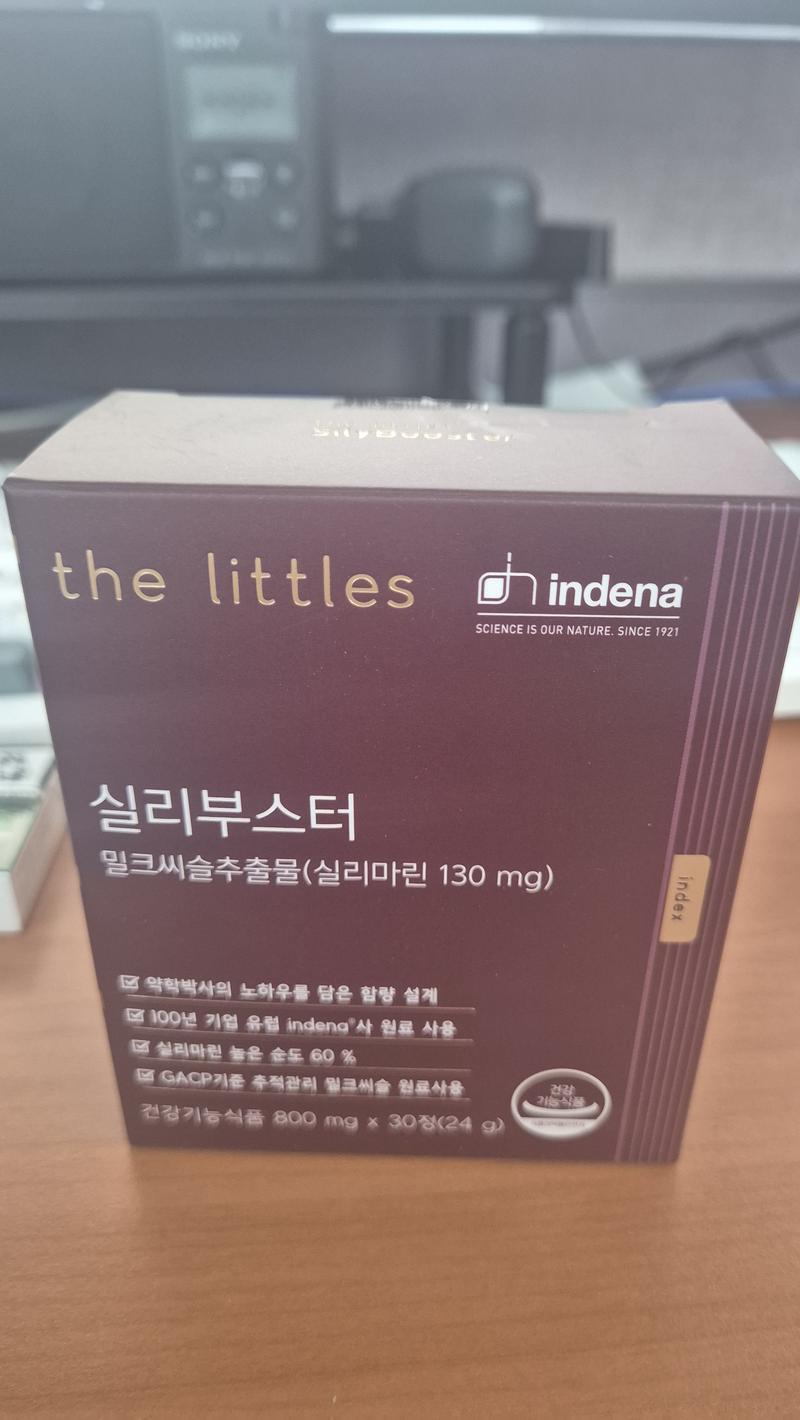 SONY
the littles
indena
SCIENCE IS OUR NATURE. SINCE 1921
실리부스터
밀크씨슬추출물(실리마린 130 mg)
index
약학박사의 노하우를 담은 함량 설계
100년 기업 유럽 indena®사 원료 사용
실리마린 높은 순도 60 %
GACP기준 추적관리 밀크씨슬 원료사용
건강기능식품 800 mg x 30정(24 g)
건강
기능식품